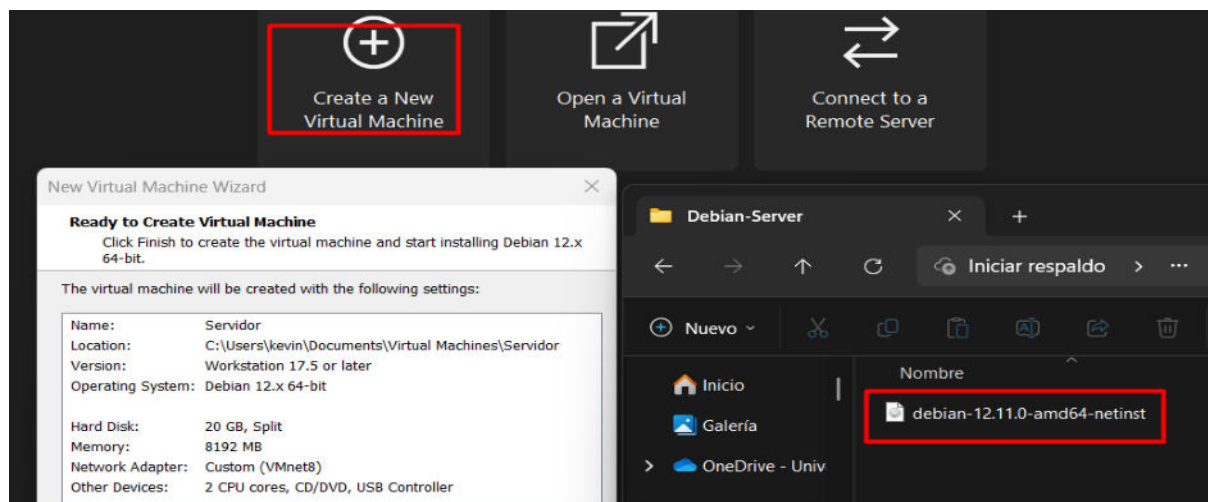 Create a New
Virtual Machine
Open a Virtual
Machine
Connect to a
Remote Server
New Virtual Machine Wizard
Ready to Create Virtual Machine
Click Finish to create the virtual machine and start installing Debian 12.x
64-bit.
The virtual machine will be created with the following settings:
Name: Servidor
Location: C:\Users\kevin\Documents\Virtual Machines\Servidor
Version: Workstation 17.5 or later
Operating System: Debian 12.x 64-bit
Hard Disk: 20 GB, Split
Memory: 8192 MB
Network Adapter: Custom (VMnet8)
Other Devices: 2 CPU cores, CD/DVD, USB Controller
Debian-Server
Iniciar respaldo
Nuevo
Inicio
Galería
OneDrive - Univ
Nombre
debian-12.11.0-amd64-netinst